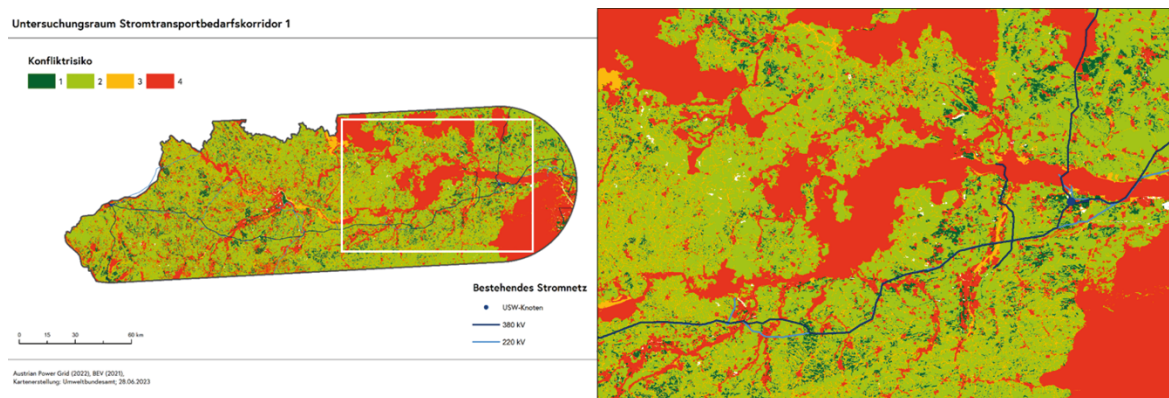 Untersuchungsraum Stromtransportbedarfskorridor 1
Konfliktrisiko
1 2 3 4
Bestehendes Stromnetz
USW-Knoten
380 kV
220 kV
0 15 30 60 km
Austrian Power Grid (2022), BEV (2021),
Kartenerstellung: Umweltbundesamt, 28.06.2023